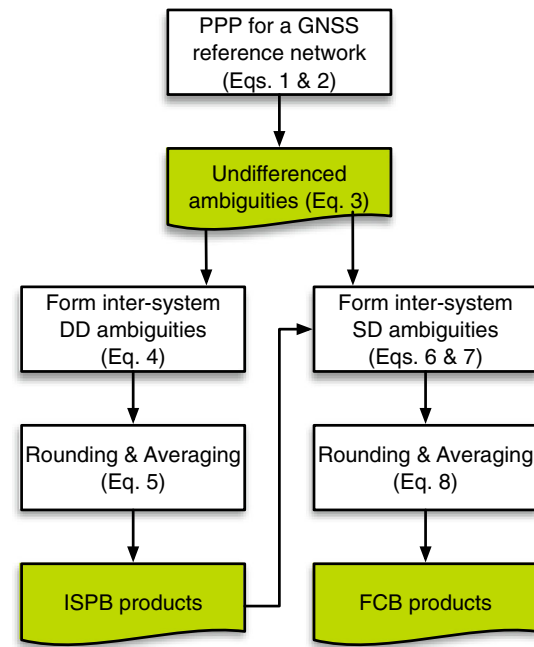 PPP for a GNSS
reference network
(Eqs. 1 & 2)
Undifferenced
ambiguities (Eq. 3)
Form inter-system
DD ambiguities
(Eq. 4)
Form inter-system
SD ambiguities
(Eqs. 6 & 7)
Rounding & Averaging
(Eq. 5)
Rounding & Averaging
(Eq. 8)
ISPB products
FCB products